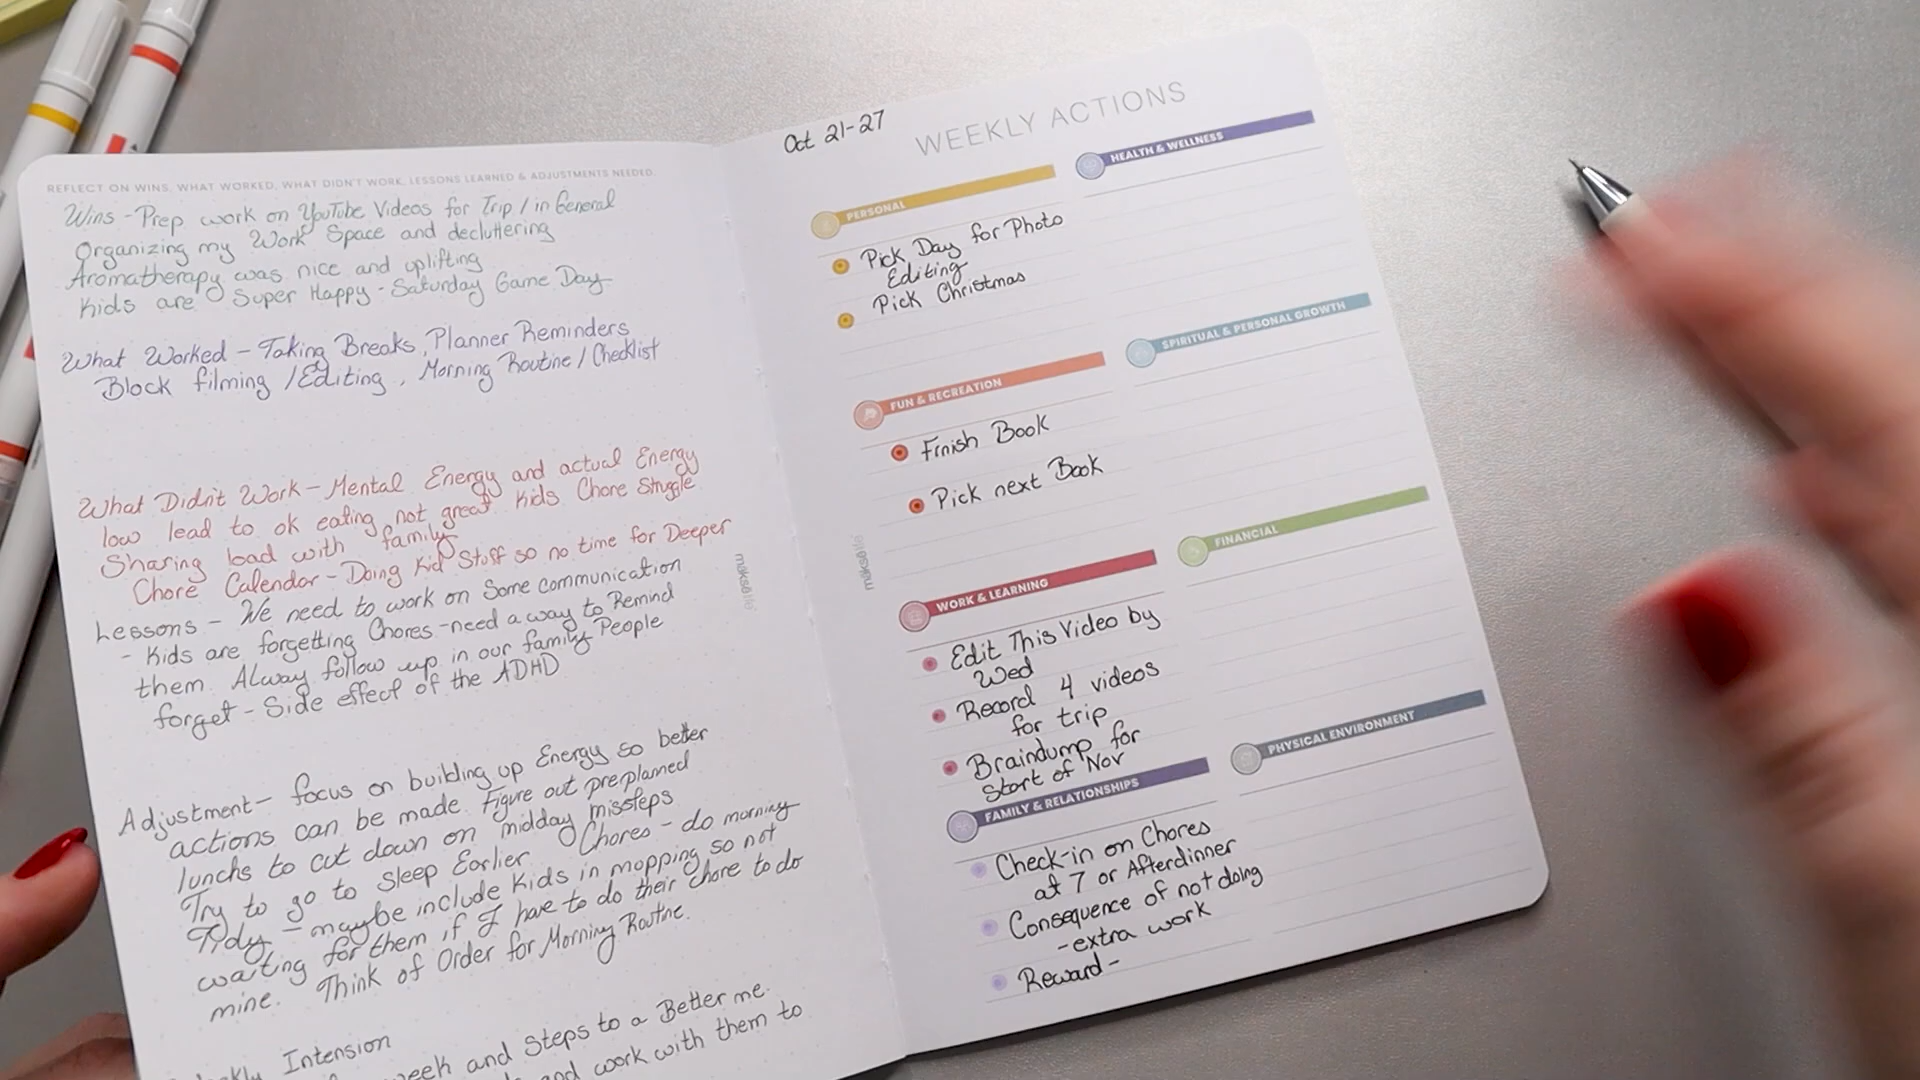 REFLECT ON WINS, WHAT WORKED, WHAT DIDN'T WORK, LESSONS LEARNED & ADJUSTMENTS NEEDED.
Wins - Prep work on YouTube Videos for Trip / in General
Organizing my Work Space and decluttering
Aromatherapy was nice and uplifting
Kids are Super Happy - Saturday Game Day
What Worked - Taking Breaks, Planner Reminders
Block filming / Editing, Morning Routine / Checklist
What Didn't Work - Mental Energy and actual Energy
low lead to ok eating not great Kids Chore Struggle
Sharing load with family
Chore Calendar - Doing Kid Stuff so no time for Deeper
Lessons - We need to work on Some communication
- Kids are forgetting Chores - need a way to Remind
them. Alway follow up in our family People
forget - Side effect of the ADHD
Adjustment - focus on building up Energy so better
actions can be made. Figure out preplanned
lunchs to cut down on midday missteps
Try to go to Sleep Earlier Chores - do morning
Tidy - maybe include Kids in mopping so not
waiting for them if I have to do their chore to do
mine. Think of Order for Morning Routine.
Intension
week and Steps to a Better me.
and work with them to
makselife
Oct 21-27
WEEKLY ACTIONS
PERSONAL
Pick Day for Photo
Editing
Pick Christmas
FUN & RECREATION
Finish Book
Pick next Book
makselife
WORK & LEARNING
Edit This Video by
Wed
Record 4 videos
for trip
Braindump for
Start of Nov
FAMILY & RELATIONSHIPS
Check-in on Chores
at 7 or Afterdinner
Consequence of not doing
- extra work
Reward -
HEALTH & WELLNESS
SPIRITUAL & PERSONAL GROWTH
FINANCIAL
PHYSICAL ENVIRONMENT